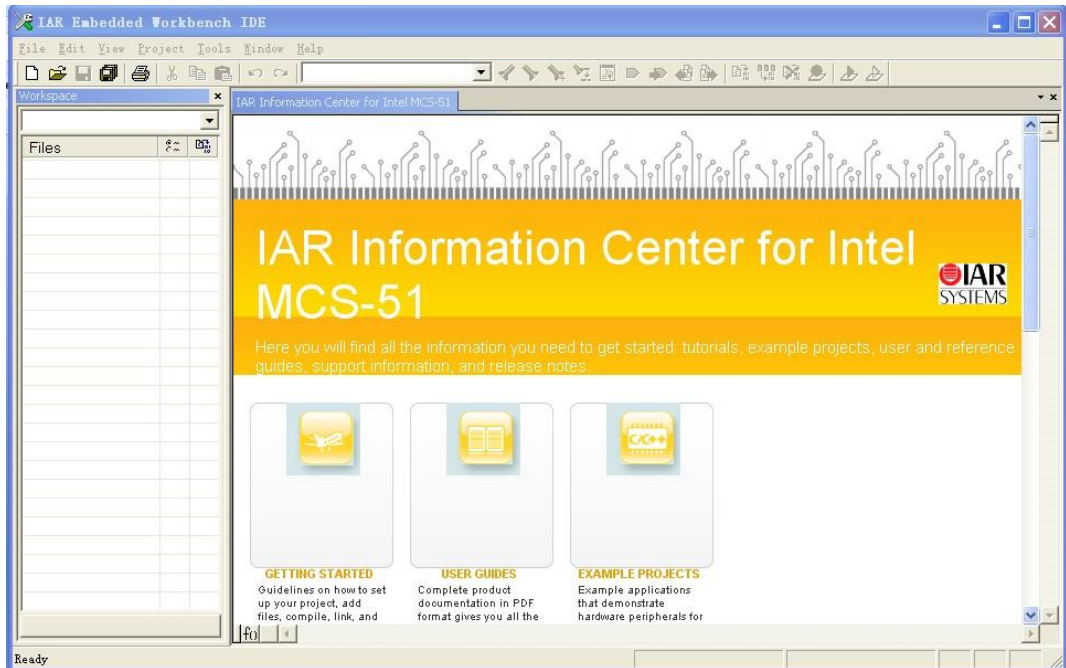 IAR Embedded Workbench IDE
File Edit View Project Tools Window Help
Workspace
IAR Information Center for Intel MCS-51
Files
IAR Information Center for Intel
MCS-51
IAR
SYSTEMS
Here you will find all the information you need to get started: tutorials, example projects, user and reference
guides, support information, and release notes.
C/C++
GETTING STARTED
Guidelines on how to set
up your project, add
files, compile, link, and
USER GUIDES
Complete product
documentation in PDF
format gives you all the
EXAMPLE PROJECTS
Example applications
that demonstrate
hardware peripherals for
fo
Ready